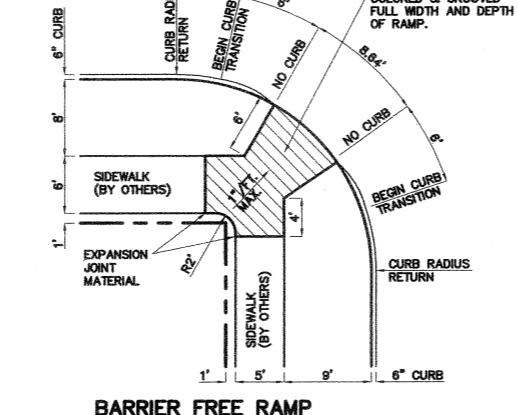 COLORED & GROOVED
FULL WIDTH AND DEPTH
OF RAMP.
6" CURB
CURB RADIUS
RETURN
BEGIN CURB
TRANSITION
NO CURB
8.64'
NO CURB
6'
BEGIN CURB
TRANSITION
8'
6'
6'
SIDEWALK
(BY OTHERS)
1"/FT.
MAX.
4'
1'
EXPANSION
JOINT
MATERIAL
R2'
SIDEWALK
(BY OTHERS)
CURB RADIUS
RETURN
1'
5'
9'
6" CURB
BARRIER FREE RAMP